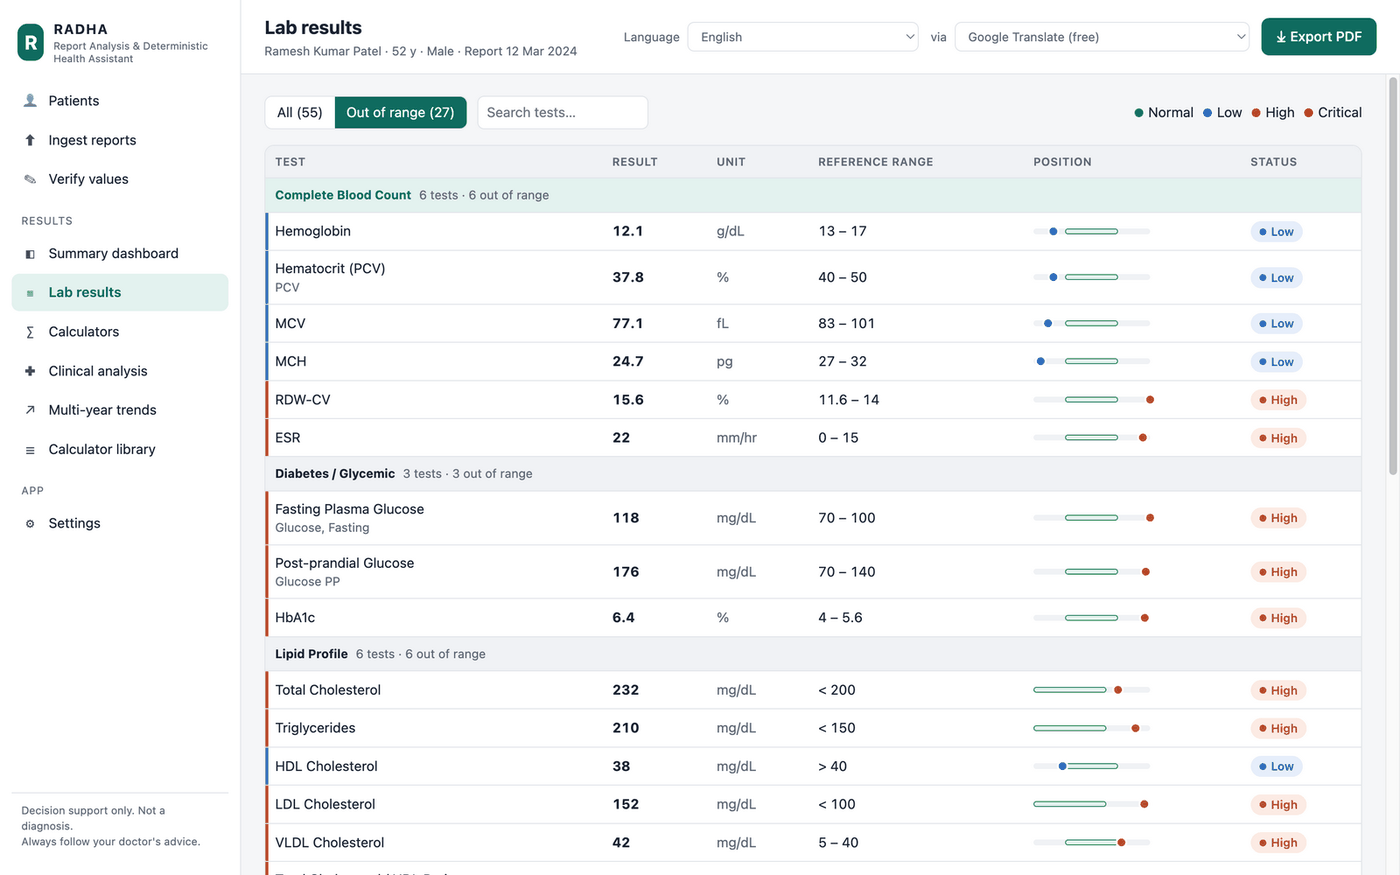 R
RADHA
Report Analysis & Deterministic
Health Assistant
Patients
Ingest reports
Verify values
RESULTS
Summary dashboard
Lab results
Calculators
Clinical analysis
Multi-year trends
Calculator library
APP
Settings
Decision support only. Not a
diagnosis.
Always follow your doctor's advice.
Lab results
Ramesh Kumar Patel · 52 y · Male · Report 12 Mar 2024
Language English via Google Translate (free) Export PDF
All (55) Out of range (27) Search tests... Normal Low High Critical
TEST RESULT UNIT REFERENCE RANGE POSITION STATUS
Complete Blood Count 6 tests · 6 out of range
Hemoglobin 12.1 g/dL 13 – 17 Low
Hematocrit (PCV) 37.8 % 40 – 50 Low
PCV
MCV 77.1 fL 83 – 101 Low
MCH 24.7 pg 27 – 32 Low
RDW-CV 15.6 % 11.6 – 14 High
ESR 22 mm/hr 0 – 15 High
Diabetes / Glycemic 3 tests · 3 out of range
Fasting Plasma Glucose 118 mg/dL 70 – 100 High
Glucose, Fasting
Post-prandial Glucose 176 mg/dL 70 – 140 High
Glucose PP
HbA1c 6.4 % 4 – 5.6 High
Lipid Profile 6 tests · 6 out of range
Total Cholesterol 232 mg/dL < 200 High
Triglycerides 210 mg/dL < 150 High
HDL Cholesterol 38 mg/dL > 40 Low
LDL Cholesterol 152 mg/dL < 100 High
VLDL Cholesterol 42 mg/dL 5 – 40 High